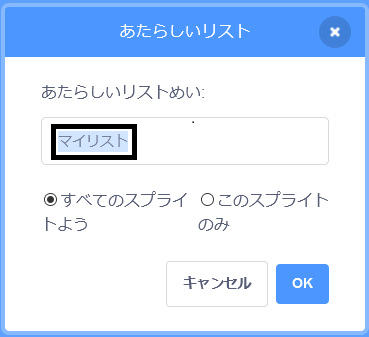 あたらしいリスト
あたらしいリストめい:
マイリスト
すべてのスプライ
トよう
このスプライト
のみ
キャンセル
OK